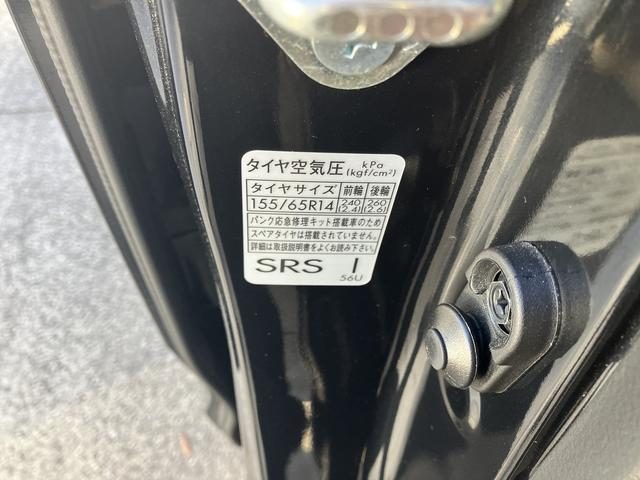 タイヤ空気圧 kPa (kgf/cm²)
タイヤサイズ 前輪 後輪
155/65R14 240 (2.4) 260 (2.6)
パンク応急修理キット搭載車のため
スペアタイヤは搭載されていません。
詳細は取扱説明書をよくお読み下さい。
SRS I
56U